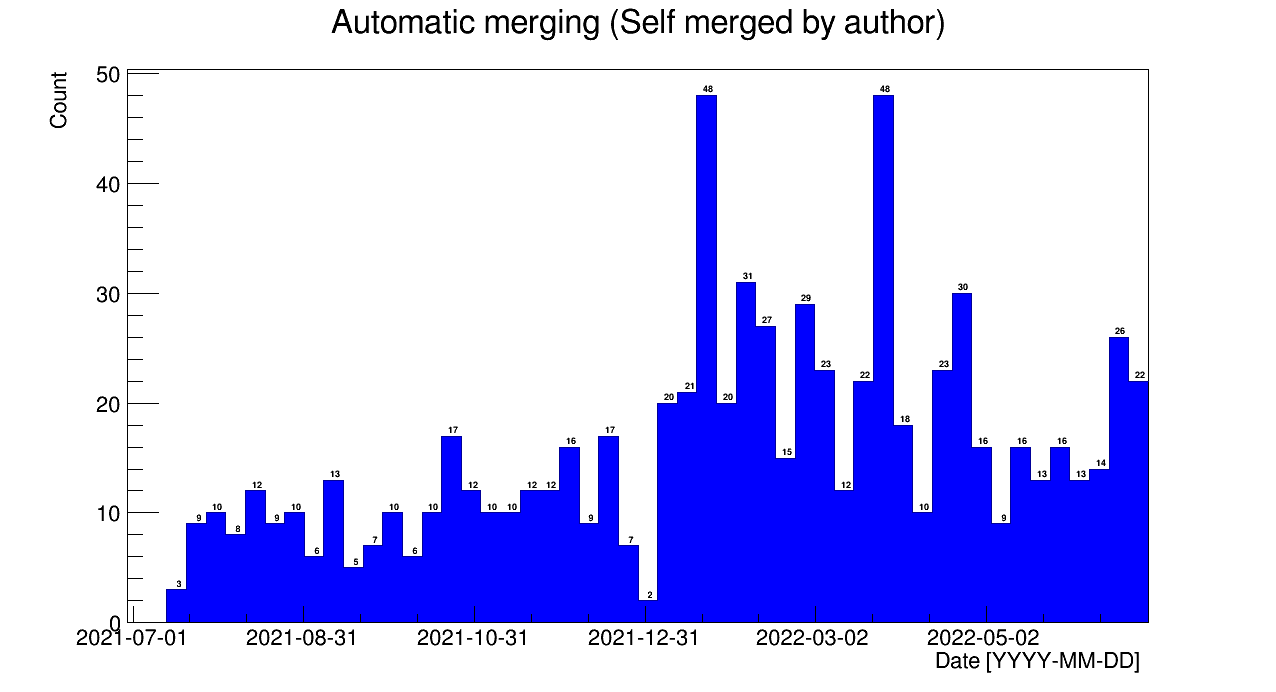 Automatic merging (Self merged by author)
Count
50
40
30
20
10
0
3 9 10 8 12 9 10 6 13 5 7 10 6 10 17 12 10 10 12 12 16 9 17 7 2 20 21 48 20 31 27 15 29 23 12 22 48 18 10 23 30 16 9 16 13 16 13 14 26 22
2021-07-01 2021-08-31 2021-10-31 2021-12-31 2022-03-02 2022-05-02
Date [YYYY-MM-DD]